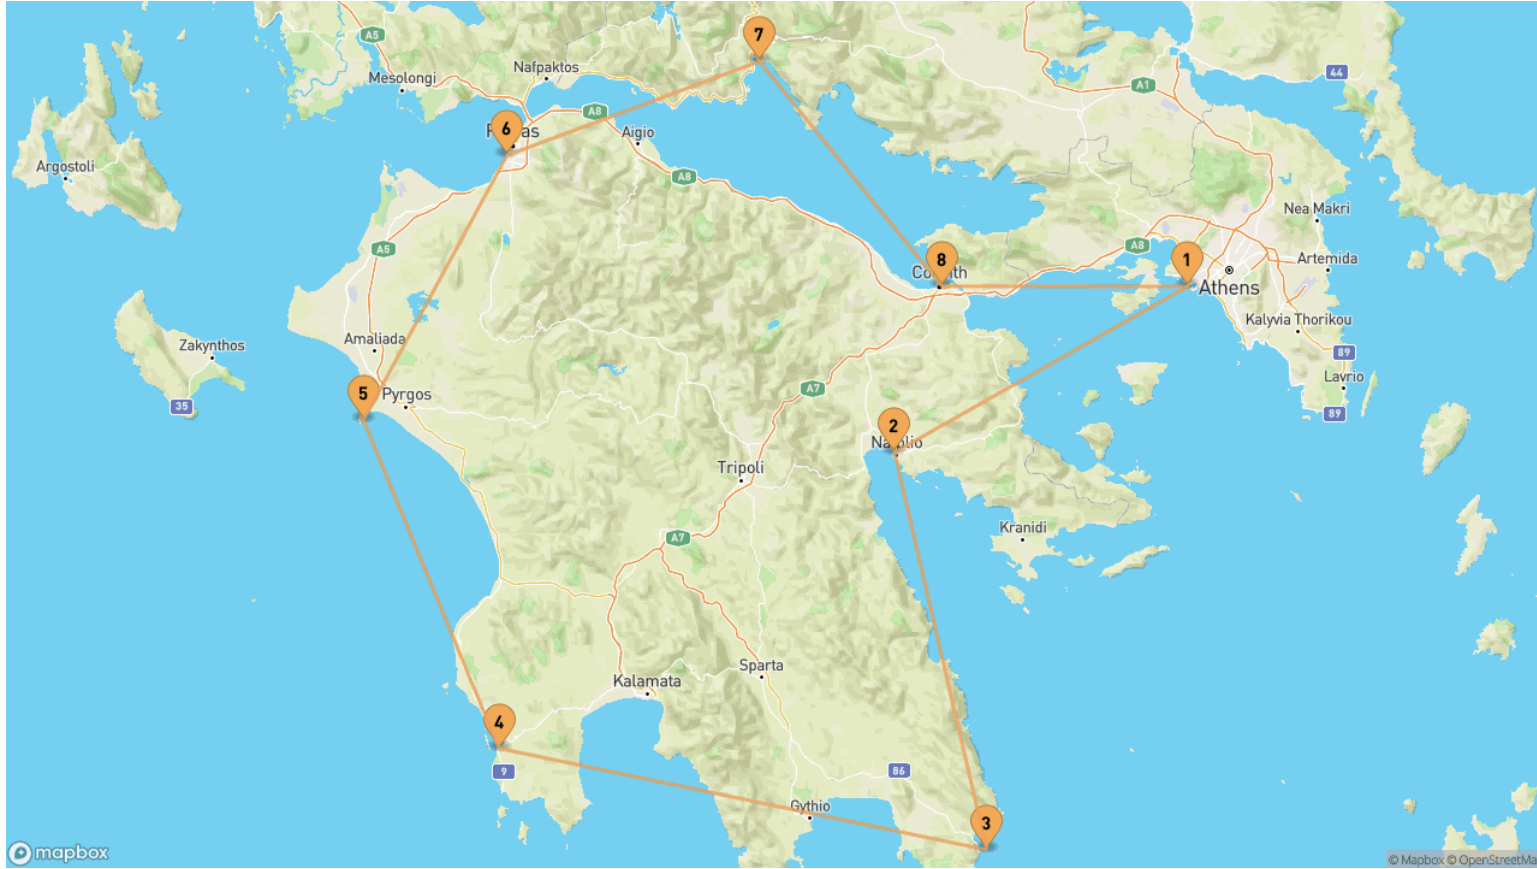 7
A5
Nafpaktos
Mesolongi
44
A1
A8
6
Aigio
Argostoli
A8
Nea Makri
A5
A8
8
1
Artemida
Athens
Kalyvia Thorikou
Amaliada
Zakynthos
89
Lavrio
35
5
Pyrgos
A7
89
2
Tripoli
Kranidi
A7
Sparta
Kalamata
4
9
86
Gythio
3
mapbox
© Mapbox © OpenStreetMa